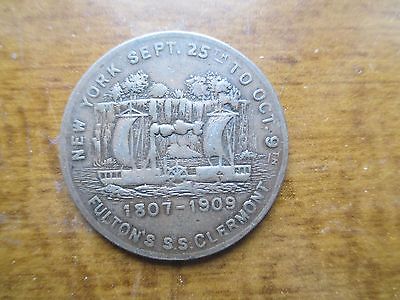 NEW YORK SEPT. 25TH TO OCT. 9TH
1807-1909
FULTON'S S.S. CLERMONT